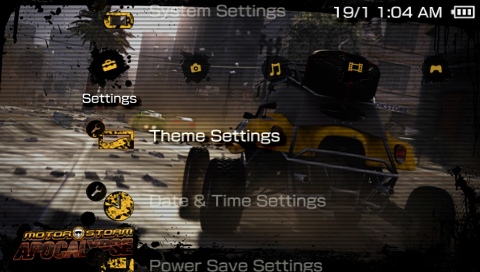 System Settings
19/1 1:04 AM
Settings
Theme Settings
Date & Time Settings
MOTORSTORM
APOCALYPSE
Power Save Settings